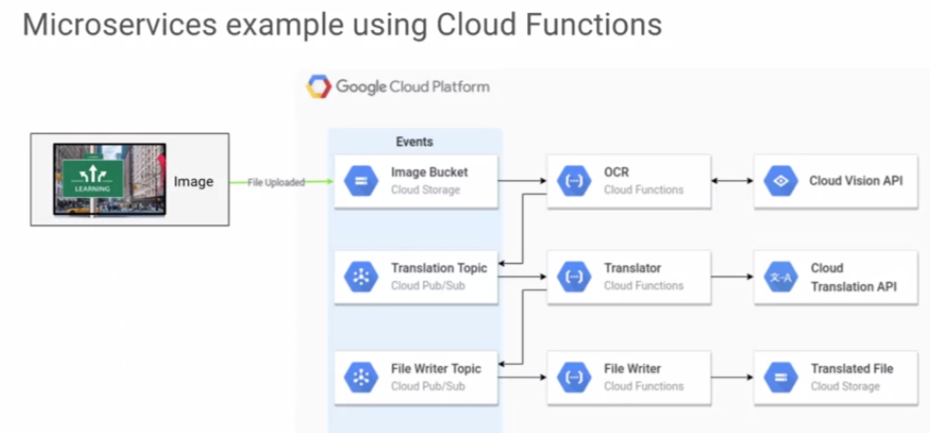 Microservices example using Cloud Functions
Google Cloud Platform
Events
LEARNING
Image
File Uploaded
Image Bucket
Cloud Storage
OCR
Cloud Functions
Cloud Vision API
Translation Topic
Cloud Pub/Sub
Translator
Cloud Functions
文-A
Cloud
Translation API
File Writer Topic
Cloud Pub/Sub
File Writer
Cloud Functions
Translated File
Cloud Storage